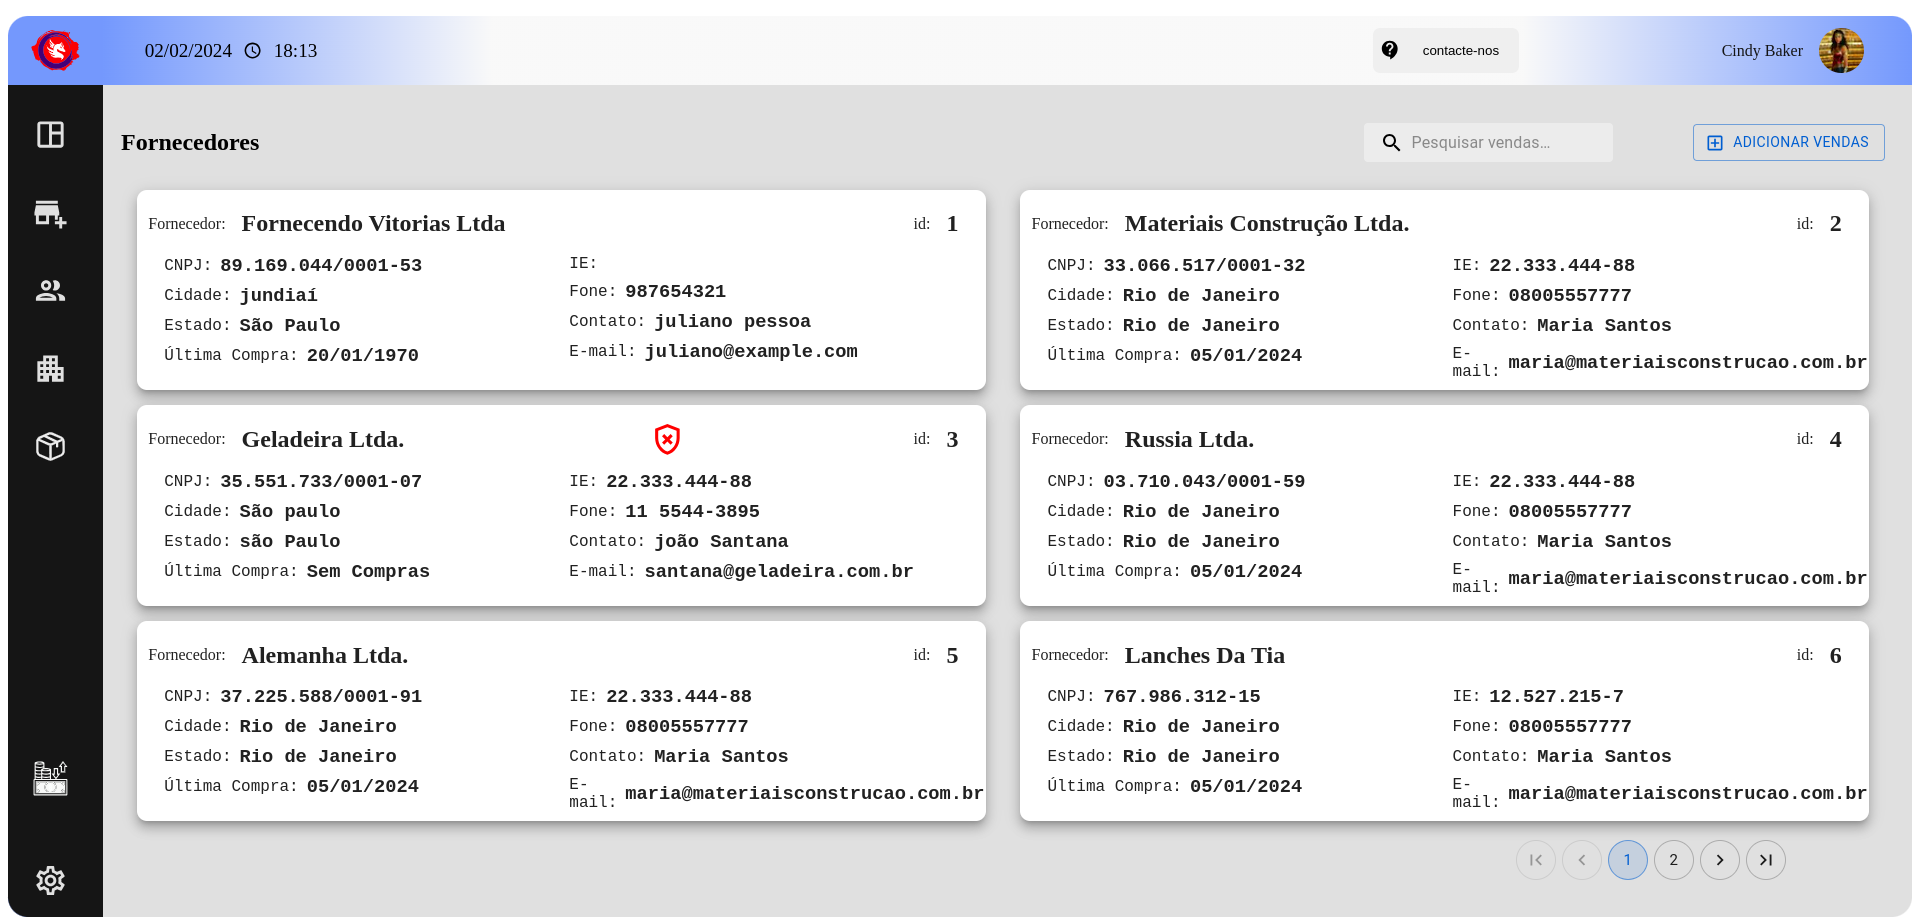 02/02/2024 18:13 contacte-nos Cindy Baker
Fornecedores Pesquisar vendas... ADICIONAR VENDAS
Fornecedor: Fornecendo Vitorias Ltda id: 1
CNPJ: 89.169.044/0001-53
Cidade: jundiaí
Estado: São Paulo
Última Compra: 20/01/1970
IE:
Fone: 987654321
Contato: juliano pessoa
E-mail: juliano@example.com
Fornecedor: Materiais Construção Ltda. id: 2
CNPJ: 33.066.517/0001-32
Cidade: Rio de Janeiro
Estado: Rio de Janeiro
Última Compra: 05/01/2024
IE: 22.333.444-88
Fone: 08005557777
Contato: Maria Santos
E-
mail: maria@materiaisconstrucao.com.br
Fornecedor: Geladeira Ltda. id: 3
CNPJ: 35.551.733/0001-07
Cidade: São paulo
Estado: são Paulo
Última Compra: Sem Compras
IE: 22.333.444-88
Fone: 11 5544-3895
Contato: joão Santana
E-mail: santana@geladeira.com.br
Fornecedor: Russia Ltda. id: 4
CNPJ: 03.710.043/0001-59
Cidade: Rio de Janeiro
Estado: Rio de Janeiro
Última Compra: 05/01/2024
IE: 22.333.444-88
Fone: 08005557777
Contato: Maria Santos
E-
mail: maria@materiaisconstrucao.com.br
Fornecedor: Alemanha Ltda. id: 5
CNPJ: 37.225.588/0001-91
Cidade: Rio de Janeiro
Estado: Rio de Janeiro
Última Compra: 05/01/2024
IE: 22.333.444-88
Fone: 08005557777
Contato: Maria Santos
E-
mail: maria@materiaisconstrucao.com.br
Fornecedor: Lanches Da Tia id: 6
CNPJ: 767.986.312-15
Cidade: Rio de Janeiro
Estado: Rio de Janeiro
Última Compra: 05/01/2024
IE: 12.527.215-7
Fone: 08005557777
Contato: Maria Santos
E-
mail: maria@materiaisconstrucao.com.br
1 2